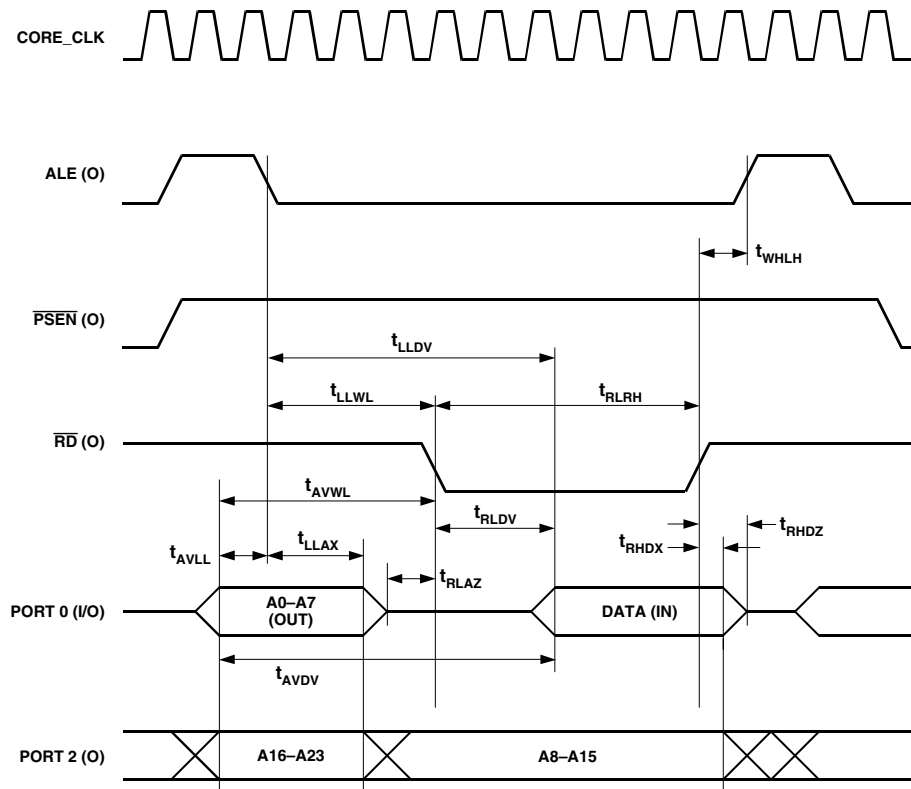 CORE_CLK
ALE (O)
tWHLH
PSEN (O)
tLLDV
tLLWL
tRLRH
RD (O)
tAVWL
tRLDV
tRHDZ
tAVLL
tLLAX
tRHDX
tRLAZ
PORT 0 (I/O)
A0–A7
(OUT)
DATA (IN)
tAVDV
PORT 2 (O)
A16–A23
A8–A15